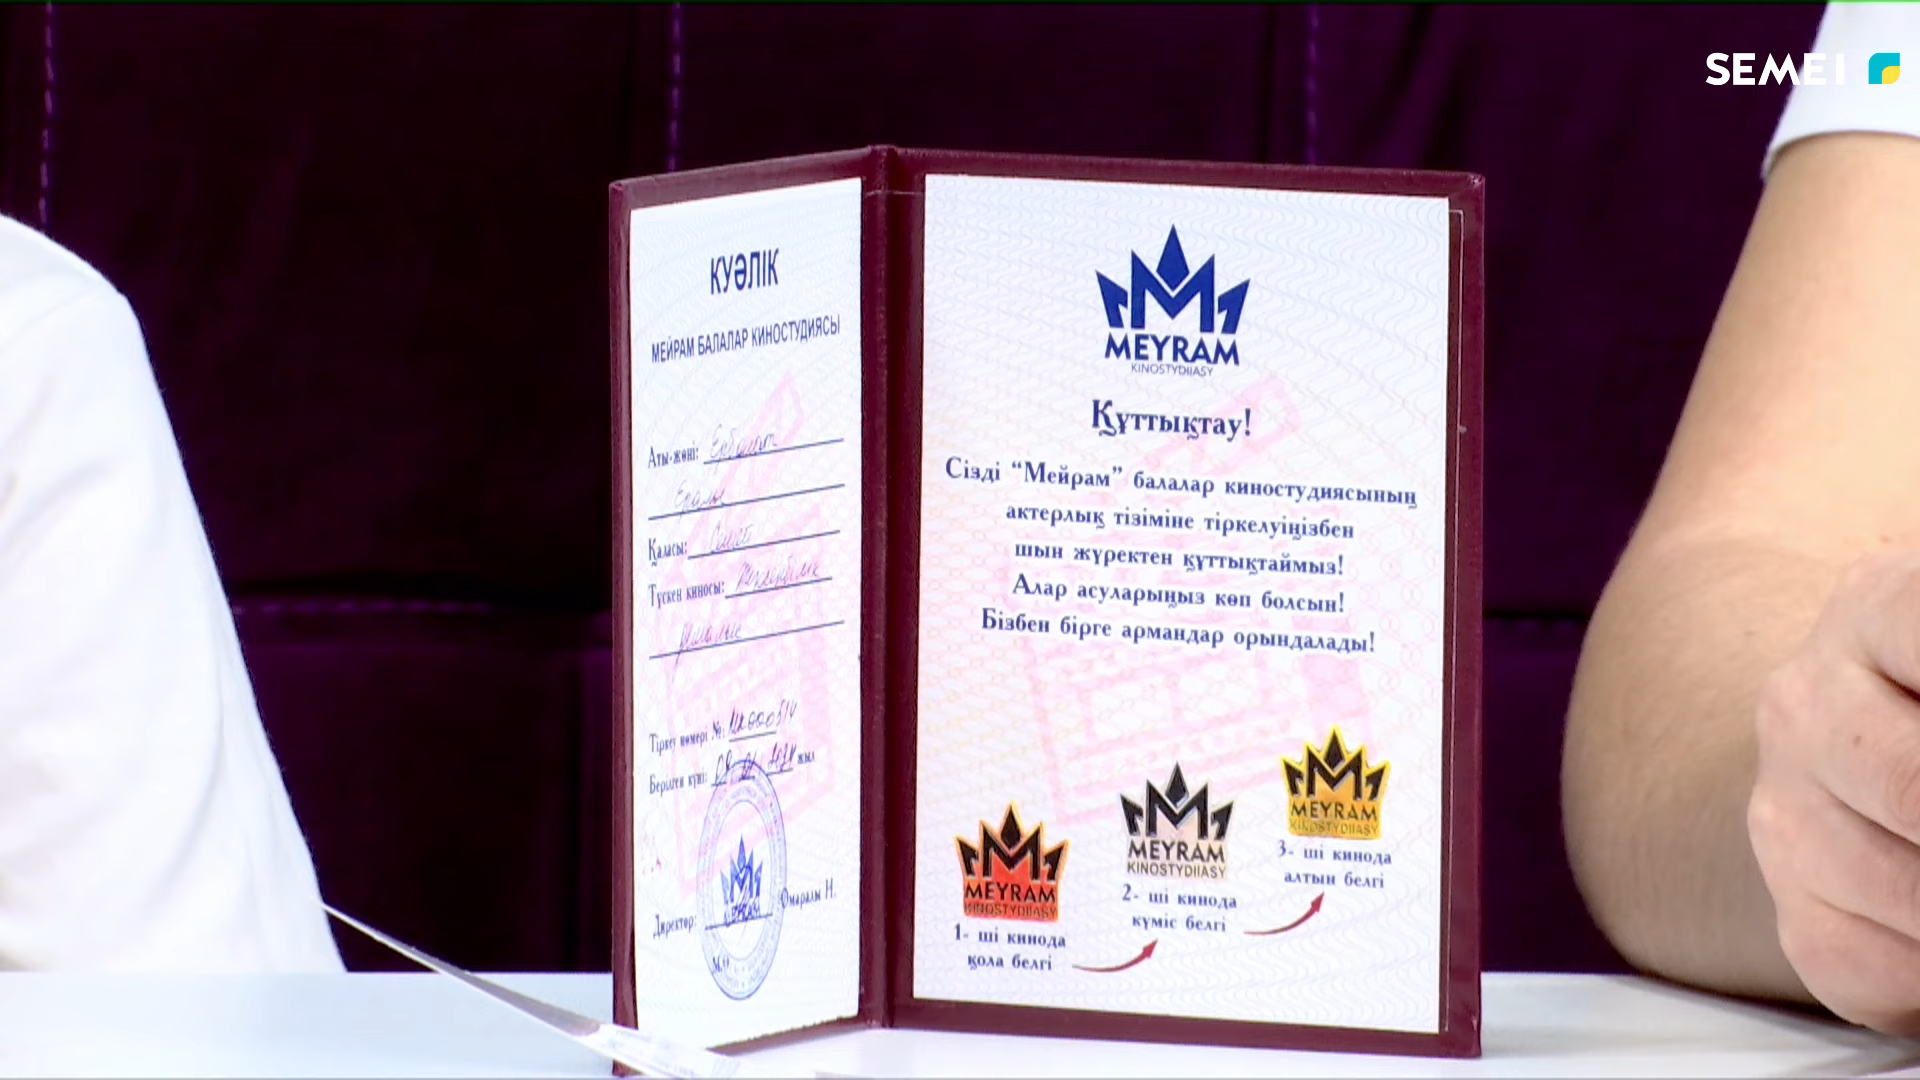 SEMEI
КУӘЛІК
МЕЙРАМ БАЛАЛАР КИНОСТУДИЯСЫ
Аты-жөні:
Қаласы:
Түскен киносы:
Тіркеу нөмері №:
Берілген күні: жыл
Директор: Омаралы Н.
М.О
MEYRAM
KINOSTYDIIASY
Құттықтау!
Сізді “Мейрам” балалар киностудиясының
актерлық тізіміне тіркелуіңізбен
шын жүректен құттықтаймыз!
Алар асуларыңыз көп болсын!
Бізбен бірге армандар орындалады!
MEYRAM
KINOSTYDIIASY
1- ші кинода
қола белгі
MEYRAM
KINOSTYDIIASY
2- ші кинода
күміс белгі
MEYRAM
KINOSTYDIIASY
3- ші кинода
алтын белгі